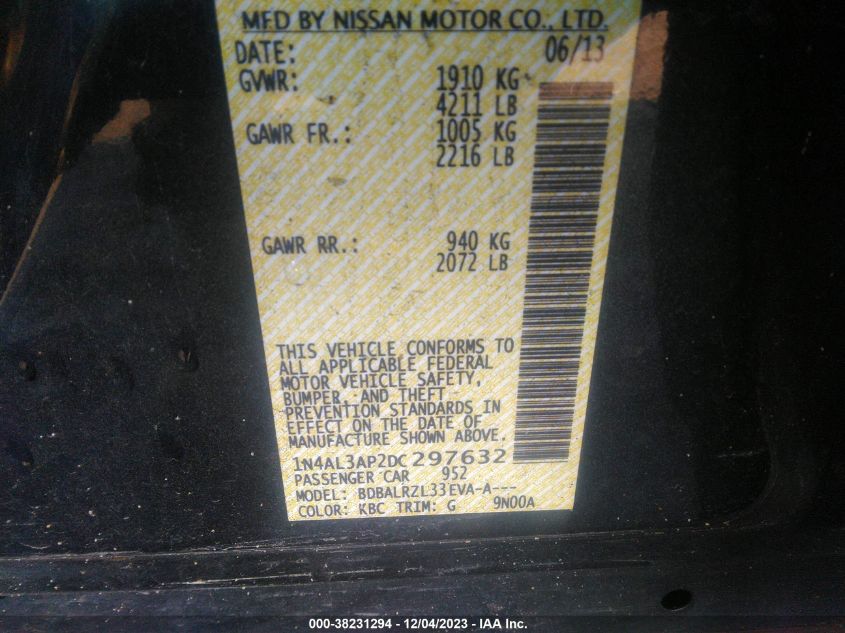 MFD BY NISSAN MOTOR CO., LTD.
DATE: 06/13
GVWR: 1910 KG
4211 LB
GAWR FR.: 1005 KG
2216 LB
GAWR RR.: 940 KG
2072 LB
THIS VEHICLE CONFORMS TO
ALL APPLICABLE FEDERAL
MOTOR VEHICLE SAFETY,
BUMPER, AND THEFT
PREVENTION STANDARDS IN
EFFECT ON THE DATE OF
MANUFACTURE SHOWN ABOVE.
1N4AL3AP2DC297632
PASSENGER CAR 952
MODEL: BDBALRZL33EVA-A---
COLOR: KBC TRIM: G 9N00A
000-38231294 - 12/04/2023 - IAA Inc.